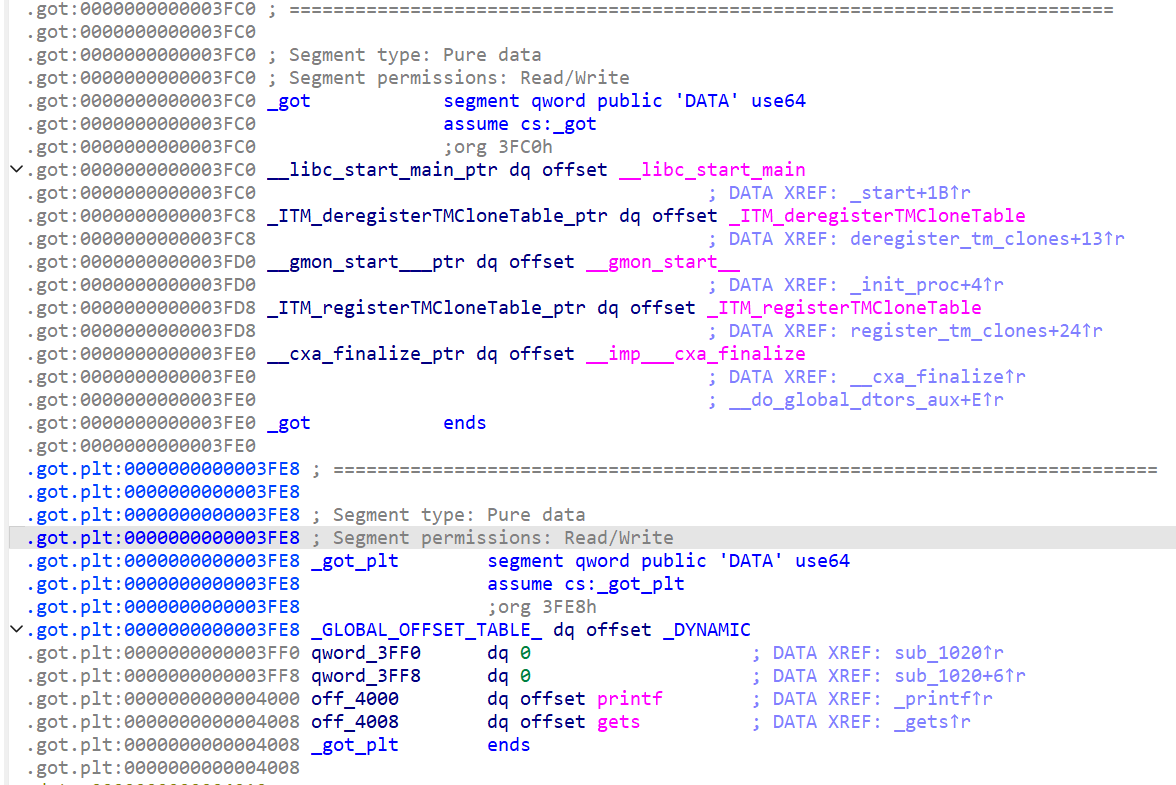 .got:0000000000003FC0 ; ===========================================================================
.got:0000000000003FC0
.got:0000000000003FC0 ; Segment type: Pure data
.got:0000000000003FC0 ; Segment permissions: Read/Write
.got:0000000000003FC0 _got segment qword public 'DATA' use64
.got:0000000000003FC0 assume cs:_got
.got:0000000000003FC0 ;org 3FC0h
.got:0000000000003FC0 __libc_start_main_ptr dq offset __libc_start_main
.got:0000000000003FC0 ; DATA XREF: _start+1B↑r
.got:0000000000003FC8 _ITM_deregisterTMCloneTable_ptr dq offset _ITM_deregisterTMCloneTable
.got:0000000000003FC8 ; DATA XREF: deregister_tm_clones+13↑r
.got:0000000000003FD0 __gmon_start___ptr dq offset __gmon_start__
.got:0000000000003FD0 ; DATA XREF: _init_proc+4↑r
.got:0000000000003FD8 _ITM_registerTMCloneTable_ptr dq offset _ITM_registerTMCloneTable
.got:0000000000003FD8 ; DATA XREF: register_tm_clones+24↑r
.got:0000000000003FE0 __cxa_finalize_ptr dq offset __imp___cxa_finalize
.got:0000000000003FE0 ; DATA XREF: __cxa_finalize↑r
.got:0000000000003FE0 ; __do_global_dtors_aux+E↑r
.got:0000000000003FE0 _got ends
.got:0000000000003FE0
.got.plt:0000000000003FE8 ; ===========================================================================
.got.plt:0000000000003FE8
.got.plt:0000000000003FE8 ; Segment type: Pure data
.got.plt:0000000000003FE8 ; Segment permissions: Read/Write
.got.plt:0000000000003FE8 _got_plt segment qword public 'DATA' use64
.got.plt:0000000000003FE8 assume cs:_got_plt
.got.plt:0000000000003FE8 ;org 3FE8h
.got.plt:0000000000003FE8 _GLOBAL_OFFSET_TABLE_ dq offset _DYNAMIC
.got.plt:0000000000003FF0 qword_3FF0 dq 0 ; DATA XREF: sub_1020↑r
.got.plt:0000000000003FF8 qword_3FF8 dq 0 ; DATA XREF: sub_1020+6↑r
.got.plt:0000000000004000 off_4000 dq offset printf ; DATA XREF: _printf↑r
.got.plt:0000000000004008 off_4008 dq offset gets ; DATA XREF: _gets↑r
.got.plt:0000000000004008 _got_plt ends
.got.plt:0000000000004008